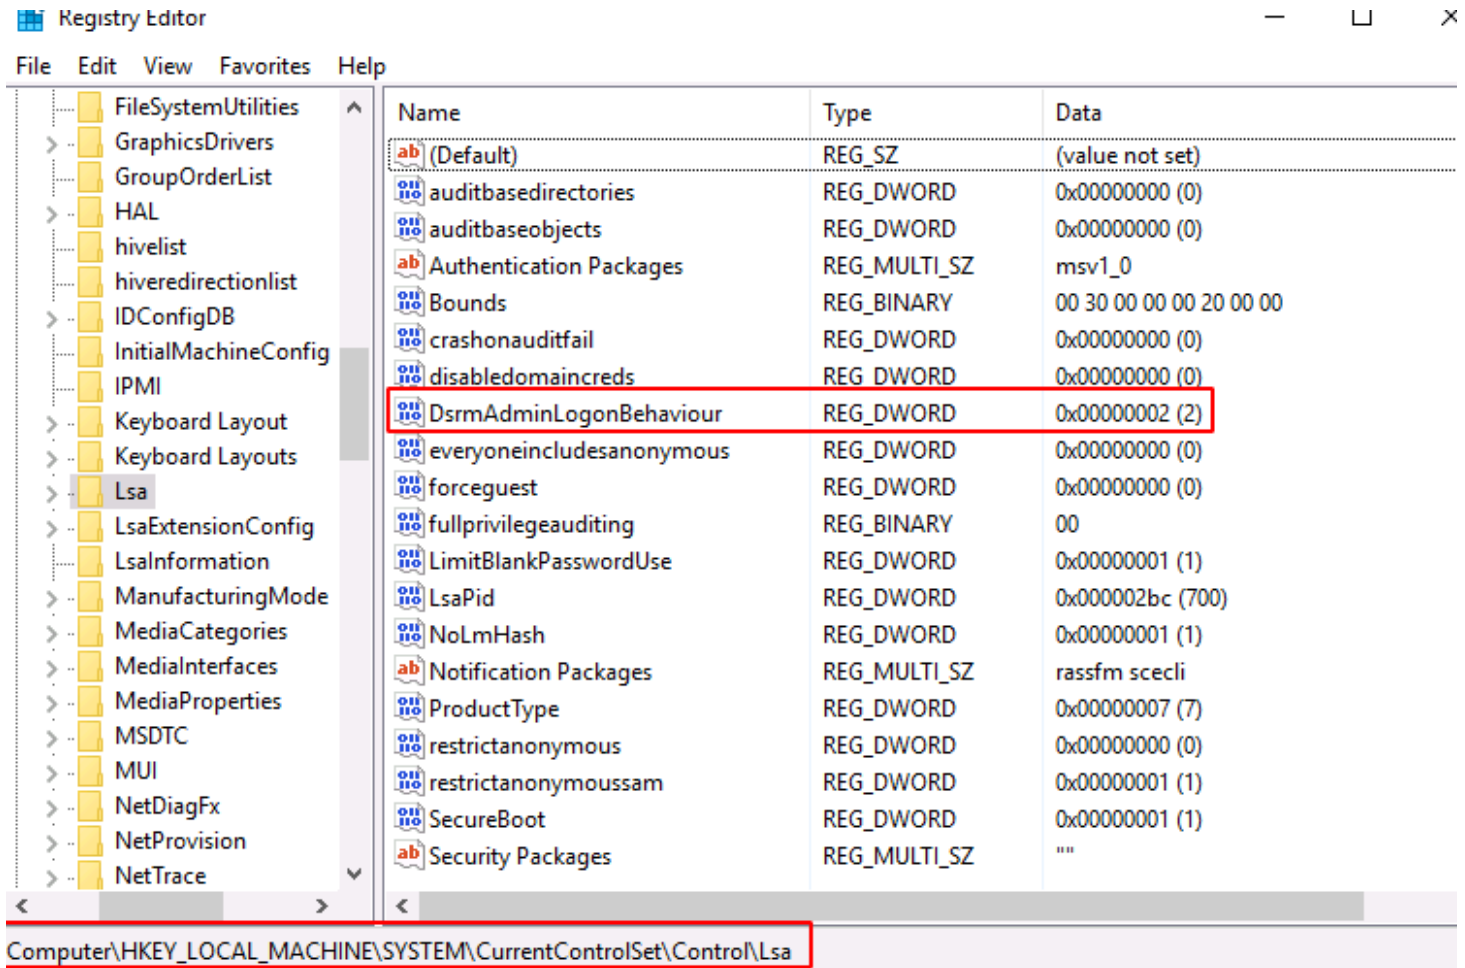 Registry Editor
File Edit View Favorites Help
FileSystemUtilities
GraphicsDrivers
GroupOrderList
HAL
hivelist
hiveredirectionlist
IDConfigDB
InitialMachineConfig
IPMI
Keyboard Layout
Keyboard Layouts
Lsa
LsaExtensionConfig
LsaInformation
ManufacturingMode
MediaCategories
MediaInterfaces
MediaProperties
MSDTC
MUI
NetDiagFx
NetProvision
NetTrace
Name Type Data
(Default) REG_SZ (value not set)
auditbasedirectories REG_DWORD 0x00000000 (0)
auditbaseobjects REG_DWORD 0x00000000 (0)
Authentication Packages REG_MULTI_SZ msv1_0
Bounds REG_BINARY 00 30 00 00 00 20 00 00
crashonauditfail REG_DWORD 0x00000000 (0)
disabledomaincreds REG_DWORD 0x00000000 (0)
DsrmAdminLogonBehaviour REG_DWORD 0x00000002 (2)
everyoneincludesanonymous REG_DWORD 0x00000000 (0)
forceguest REG_DWORD 0x00000000 (0)
fullprivilegeauditing REG_BINARY 00
LimitBlankPasswordUse REG_DWORD 0x00000001 (1)
LsaPid REG_DWORD 0x000002bc (700)
NoLmHash REG_DWORD 0x00000001 (1)
Notification Packages REG_MULTI_SZ rassfm scecli
ProductType REG_DWORD 0x00000007 (7)
restrictanonymous REG_DWORD 0x00000000 (0)
restrictanonymoussam REG_DWORD 0x00000001 (1)
SecureBoot REG_DWORD 0x00000001 (1)
Security Packages REG_MULTI_SZ ""
Computer\HKEY_LOCAL_MACHINE\SYSTEM\CurrentControlSet\Control\Lsa